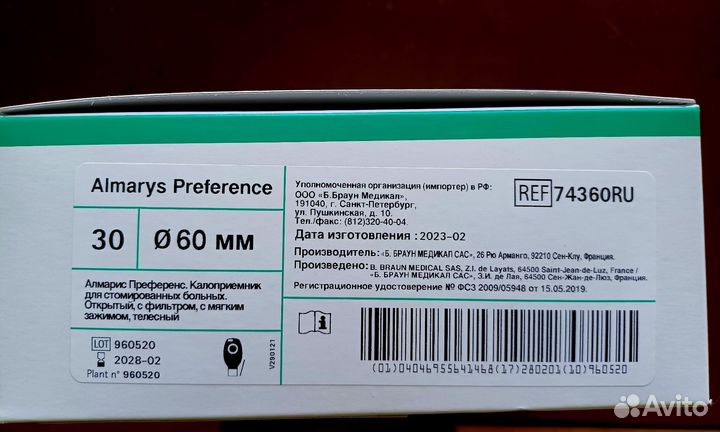 Almarys Preference
30
Ø 60 мм
Алмарис Преференс. Калоприемник
для стомированных больных.
Открытый, с фильтром, с мягким
зажимом, телесный
LOT 960520
2028-02
Plant n° 960520
V290121
Уполномоченная организация (импортер) в РФ:
ООО «Б.Браун Медикал»,
191040, г. Санкт-Петербург,
ул. Пушкинская, д. 10.
Тел./факс: (812)320-40-04.
REF 74360RU
Дата изготовления :2023-02
Производитель: «Б. БРАУН МЕДИКАЛ САС», 26 Рю Арманго, 92210 Сен-Клу, Франция.
Произведено: B. BRAUN MEDICAL SAS, Z.I. de Layats, 64500 Saint-Jean-de-Luz, France /
«Б. БРАУН МЕДИКАЛ САС», З.И. де Лая, 64500 Сен-Жан-де-Люз, Франция.
Регистрационное удостоверение № ФСЗ 2009/05948 от 15.05.2019.
(01)04046955641468(17)280201(10)960520
Avito